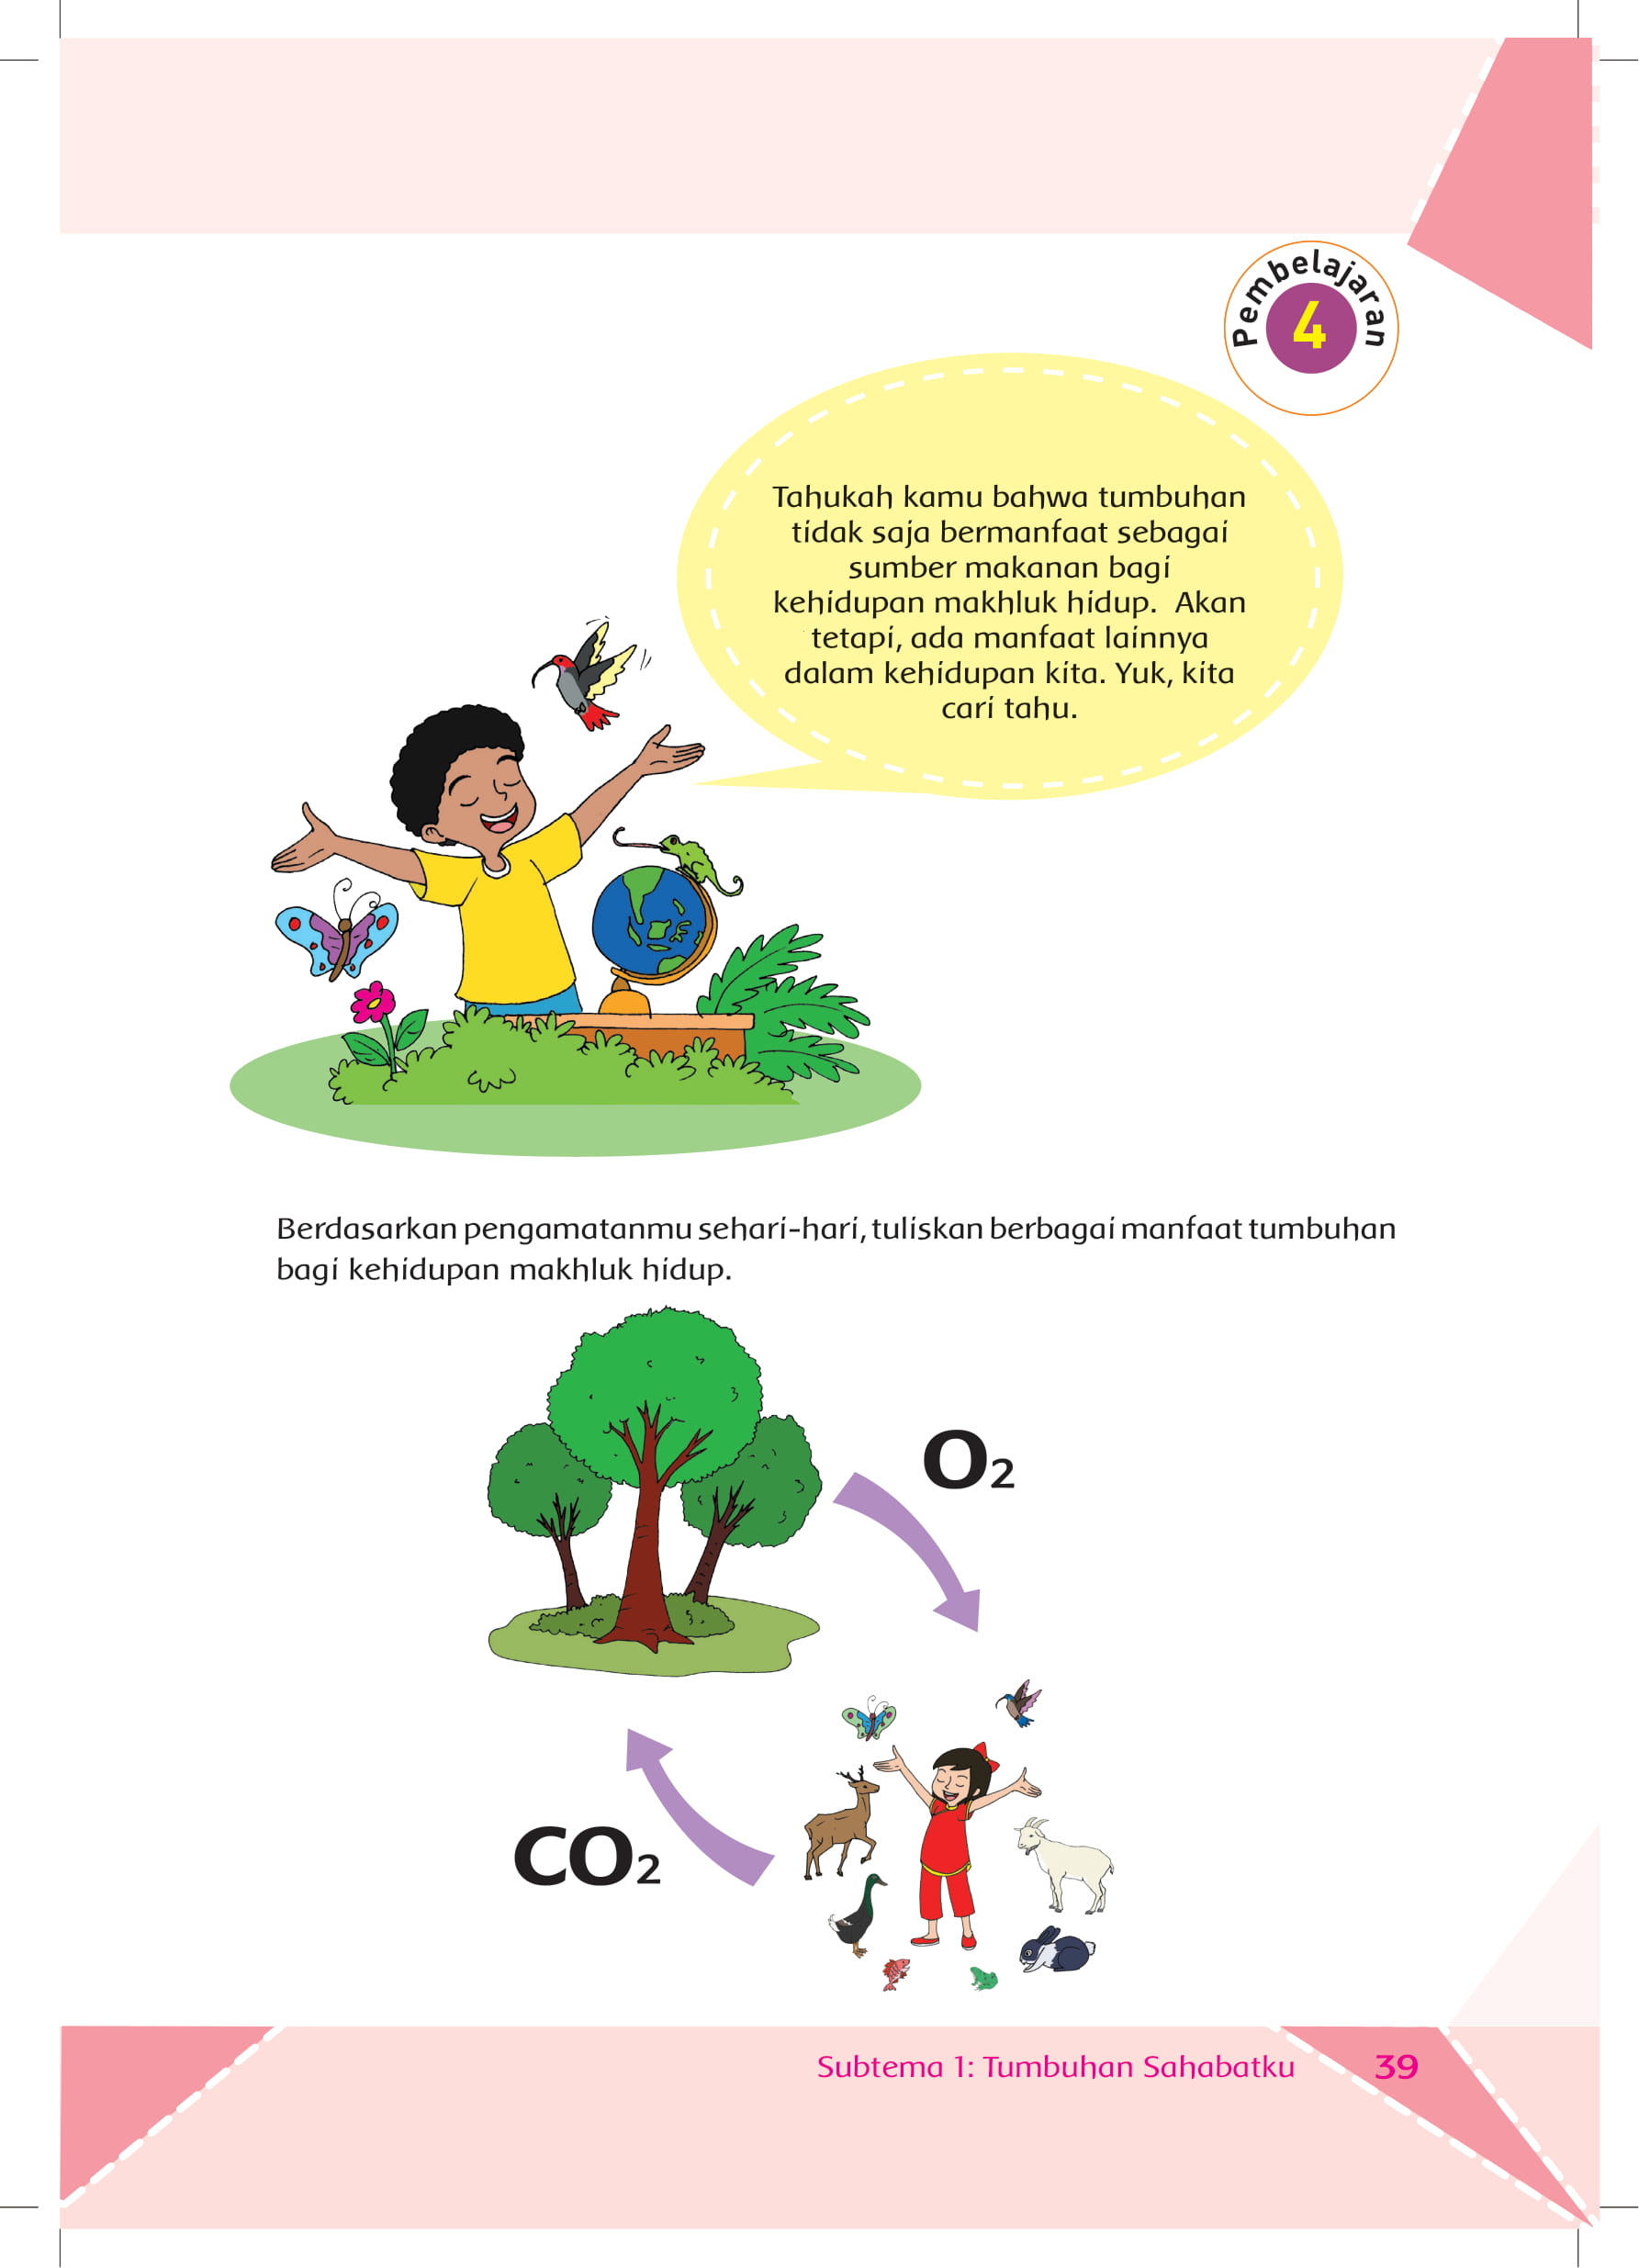 Pembelajaran
4
Tahukah kamu bahwa tumbuhan
tidak saja bermanfaat sebagai
sumber makanan bagi
kehidupan makhluk hidup. Akan
tetapi, ada manfaat lainnya
dalam kehidupan kita. Yuk, kita
cari tahu.
Berdasarkan pengamatanmu sehari-hari, tuliskan berbagai manfaat tumbuhan
bagi kehidupan makhluk hidup.
O₂
CO₂
Subtema 1: Tumbuhan Sahabatku 39